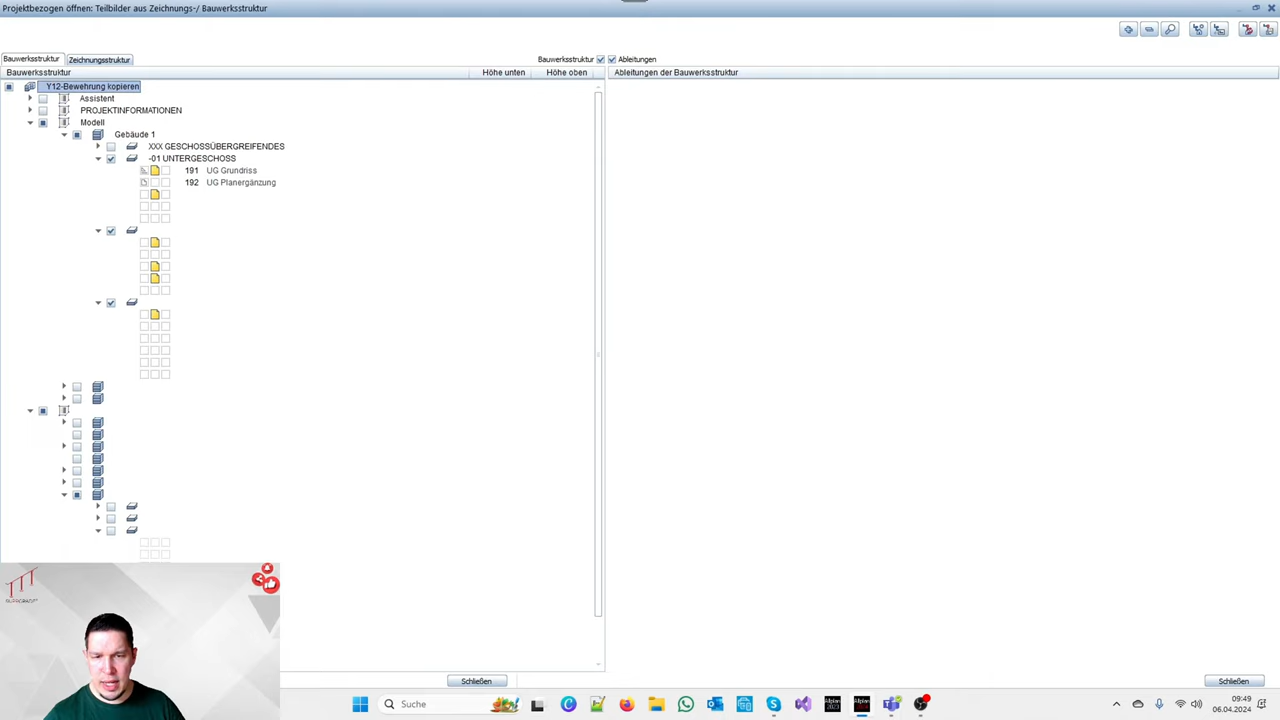 Projektbezogen öffnen: Teilbilder aus Zeichnungs-/ Bauwerksstruktur
Bauwerksstruktur Zeichnungsstruktur Bauwerksstruktur Ableitungen
Bauwerksstruktur Höhe unten Höhe oben Ableitungen der Bauwerksstruktur
Y12-Bewehrung kopieren
Assistent
PROJEKTINFORMATIONEN
Modell
Gebäude 1
XXX GESCHOSSÜBERGREIFENDES
-01 UNTERGESCHOSS
191 UG Grundriss
192 UG Planergänzung
Schließen Schließen
Suche
09:49
06.04.2024